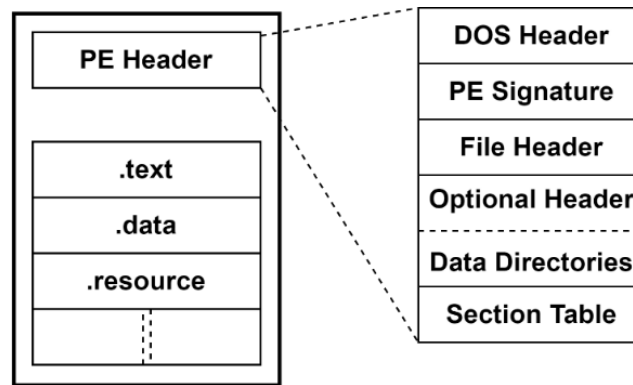 PE Header
.text
.data
.resource
DOS Header
PE Signature
File Header
Optional Header
Data Directories
Section Table